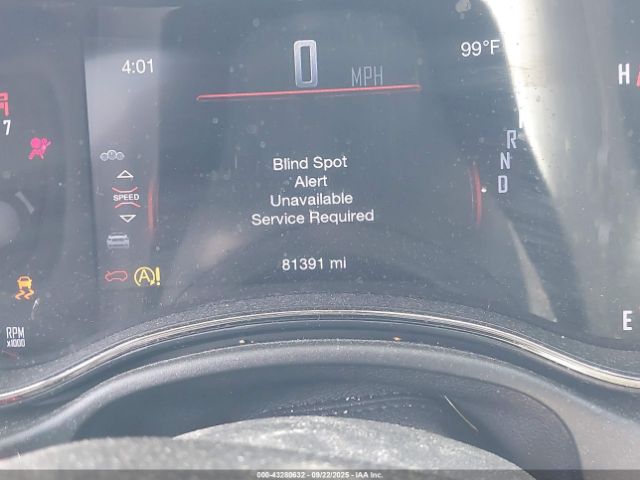 0 MPH
99°F
4:01
H
7
R
N
D
SPEED
Blind Spot
Alert
Unavailable
Service Required
81391 mi
A!
E
RPM
x1000
000-43280632 - 09/22/2025 - IAA Inc.